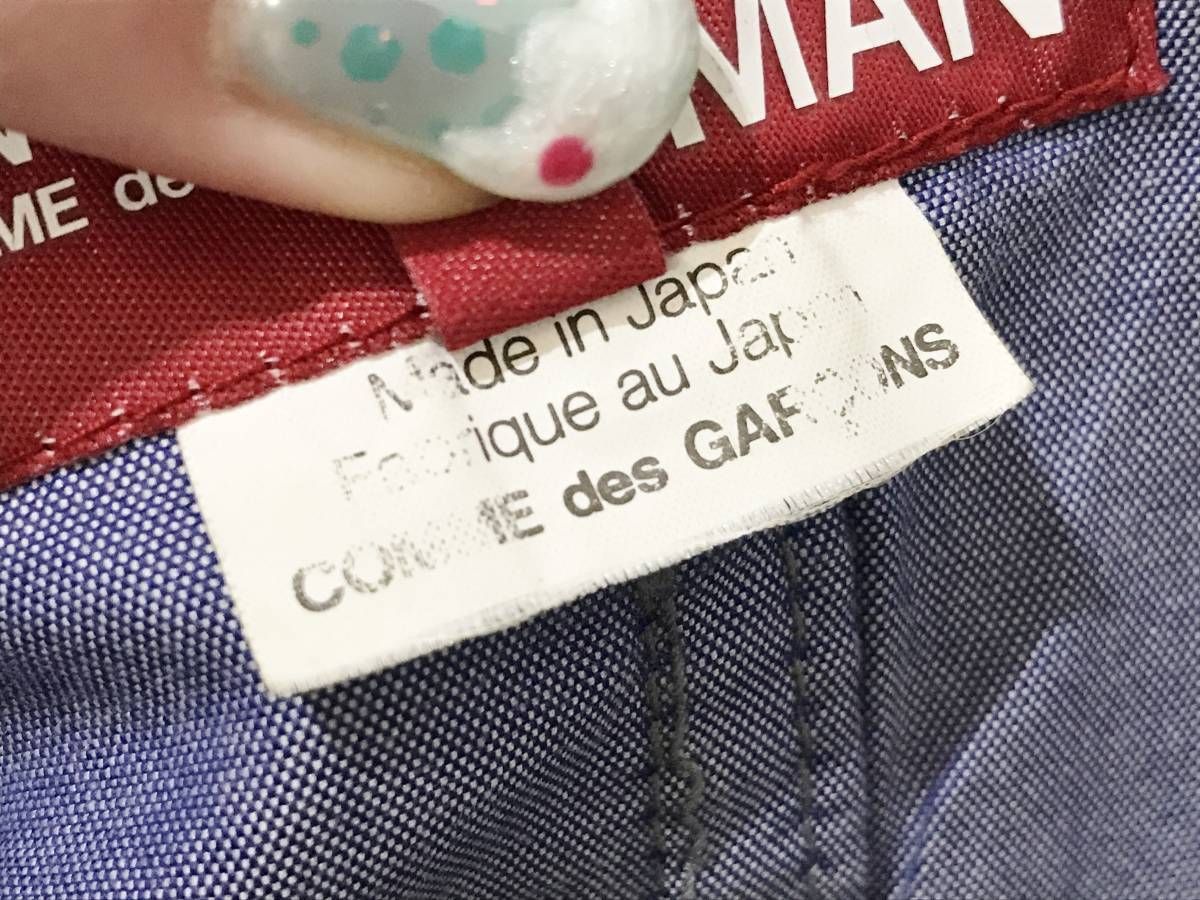 MAN
ME de
Made in Japan
Fabrique au Japon
COMME des GARÇONS